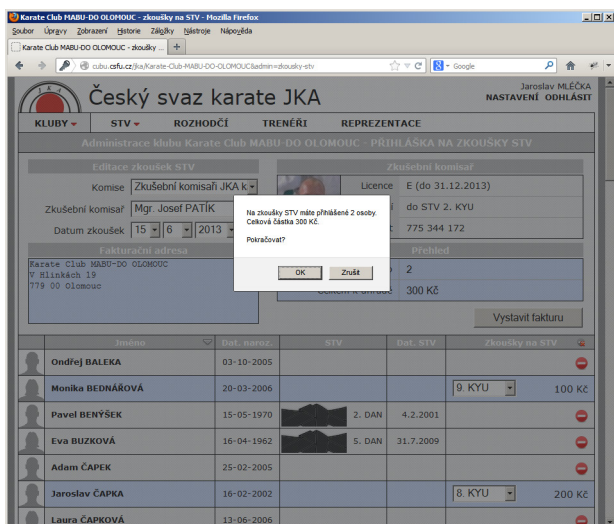 Karate Club MABU-DO OLOMOUC - zkoušky na STV - Mozilla Firefox
Soubor Úpravy Zobrazení Historie Záložky Nástroje Nápověda
Karate Club MABU-DO OLOMOUC - zkoušky ...
cubu.csfu.cz/jka/Karate-Club-MABU-DO-OLOMOUC&admin=zkousky-stv Google
JKA Český svaz karate JKA
Jaroslav MLÉČKA
NASTAVENÍ ODHLÁSIT
KLUBY STV ROZHODČÍ TRENÉŘI REPREZENTACE
Administrace klubu Karate Club MABU-DO OLOMOUC - PŘIHLÁŠKA NA ZKOUŠKY STV
Editace zkoušek STV Zkušební komisař
Komise Zkušební komisaři JKA k Licence E (do 31.12.2013)
Zkušební komisař Mgr. Josef PATÍK do STV 2. KYU
Datum zkoušek 15 6 2013 775 344 172
Na zkoušky STV máte přihlášené 2 osoby.
Celková částka 300 Kč.
Pokračovat?
OK Zrušit
Fakturační adresa Přehled
Karate Club MABU-DO OLOMOUC
V Hlinkách 19
779 00 Olomouc
2
300 Kč
Vystavit fakturu
Jméno Dat. naroz. STV Dat. STV Zkoušky na STV
Ondřej BALEKA 03-10-2005
Monika BEDNÁŘOVÁ 20-03-2006 9. KYU 100 Kč
Pavel BENÝŠEK 15-05-1970 2. DAN 4.2.2001
Eva BUZKOVÁ 16-04-1962 5. DAN 31.7.2009
Adam ČAPEK 25-02-2005
Jaroslav ČAPKA 16-02-2002 8. KYU 200 Kč
Laura ČAPKOVÁ 13-06-2006